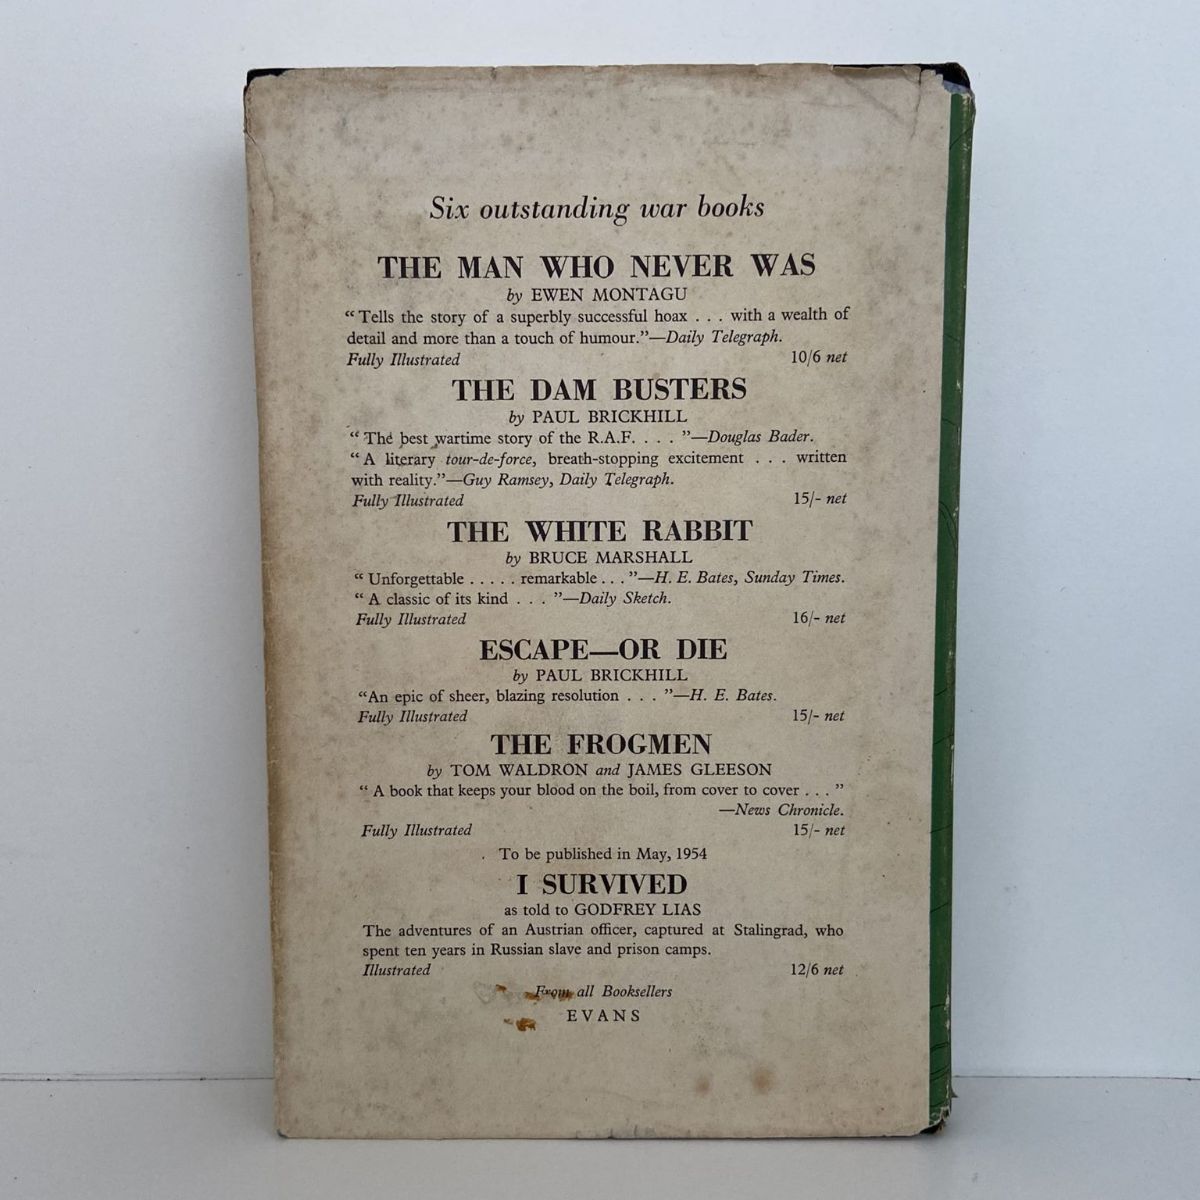 Six outstanding war books
THE MAN WHO NEVER WAS
by EWEN MONTAGU
“Tells the story of a superbly successful hoax . . . with a wealth of
detail and more than a touch of humour.”—Daily Telegraph.
Fully Illustrated 10/6 net
THE DAM BUSTERS
by PAUL BRICKHILL
“The best wartime story of the R.A.F. . . . ”—Douglas Bader.
“A literary tour-de-force, breath-stopping excitement . . . written
with reality.”—Guy Ramsey, Daily Telegraph.
Fully Illustrated 15/- net
THE WHITE RABBIT
by BRUCE MARSHALL
“Unforgettable . . . . . remarkable . . . ”—H. E. Bates, Sunday Times.
“A classic of its kind . . . ”—Daily Sketch.
Fully Illustrated 16/- net
ESCAPE—OR DIE
by PAUL BRICKHILL
“An epic of sheer, blazing resolution . . . ”—H. E. Bates.
Fully Illustrated 15/- net
THE FROGMEN
by TOM WALDRON and JAMES GLEESON
“A book that keeps your blood on the boil, from cover to cover . . . ”
—News Chronicle.
Fully Illustrated 15/- net
To be published in May, 1954
I SURVIVED
as told to GODFREY LIAS
The adventures of an Austrian officer, captured at Stalingrad, who
spent ten years in Russian slave and prison camps.
Illustrated 12/6 net
From all Booksellers
EVANS